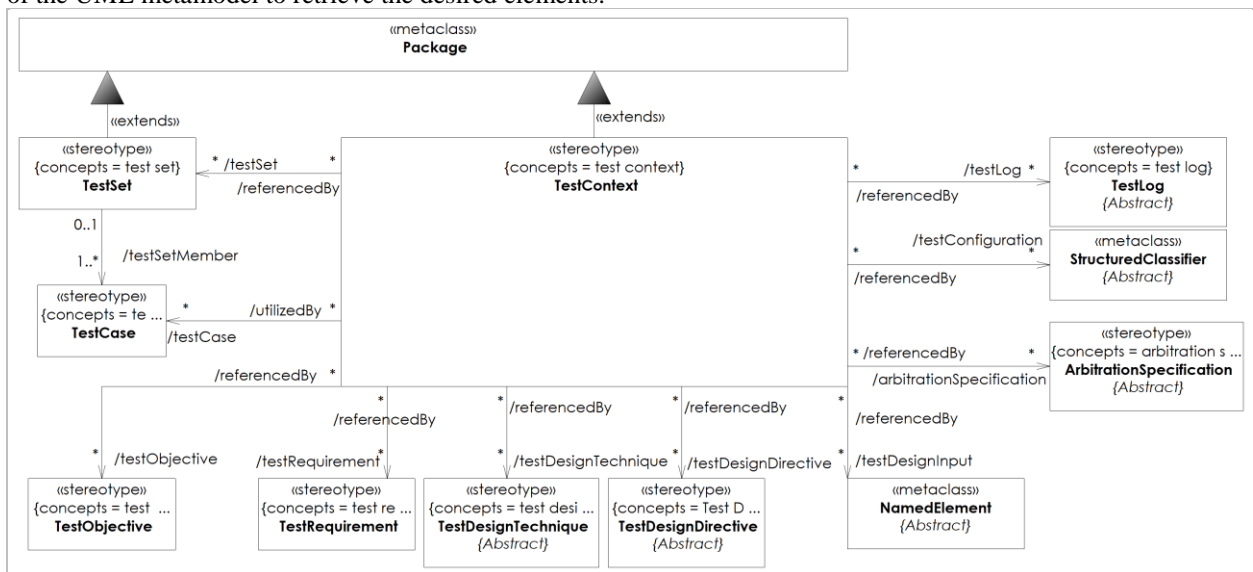 of the UML metamodel to retrieve the desired elements.
«metaclass»
Package
«extends»
«extends»
«stereotype»
{concepts = test set}
TestSet
* /testSet *
/referencedBy
«stereotype»
{concepts = test context}
TestContext
* /testLog *
/referencedBy
«stereotype»
{concepts = test log}
TestLog
{Abstract}
0..1
1..* /testSetMember
/testConfiguration
* *
/referencedBy
«metaclass»
StructuredClassifier
{Abstract}
«stereotype»
{concepts = te ...
TestCase
* /utilizedBy *
/testCase
* /referencedBy *
/arbitrationSpecification
«stereotype»
{concepts = arbitration s ...
ArbitrationSpecification
{Abstract}
/referencedBy *
* /testObjective
*
/referencedBy
/testRequirement *
*
/referencedBy
* /testDesignTechnique
*
/referencedBy
* /testDesignDirective
*
/referencedBy
* /testDesignInput
«stereotype»
{concepts = test ...
TestObjective
«stereotype»
{concepts = test re ...
TestRequirement
«stereotype»
{concepts = test desi ...
TestDesignTechnique
{Abstract}
«stereotype»
{concepts = Test D ...
TestDesignDirective
{Abstract}
«metaclass»
NamedElement
{Abstract}